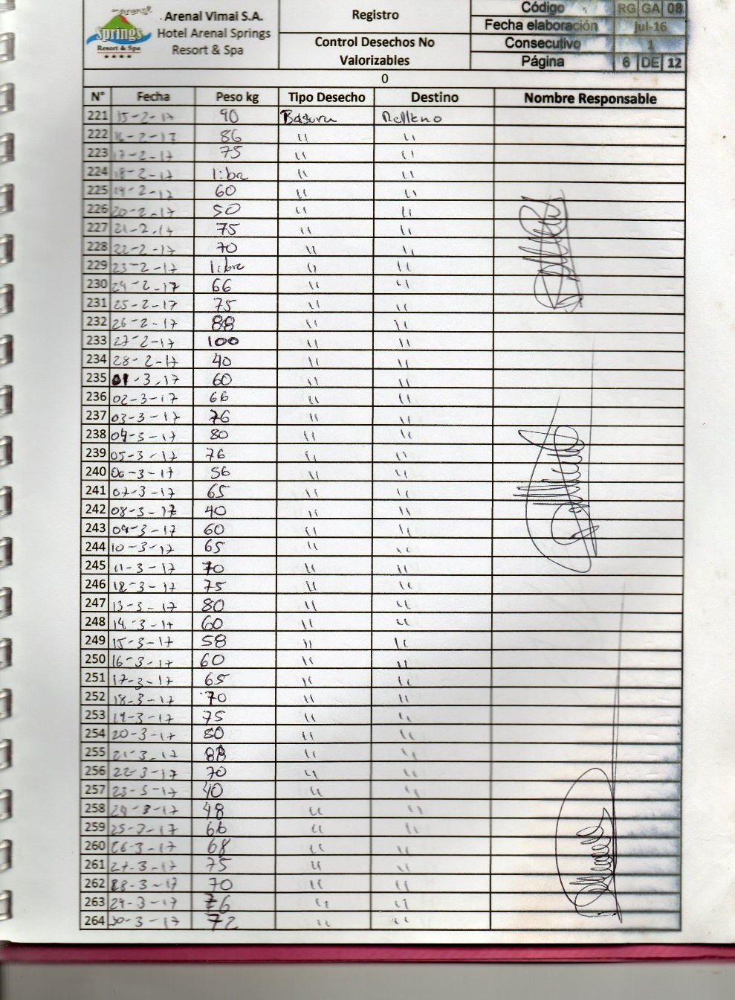 Arenal Springs Resort & Spa
Arenal Vimai S.A.
Hotel Arenal Springs
Resort & Spa
Registro
Control Desechos No
Valorizables
Código RG GA 08
Fecha elaboración jul-16
Consecutivo 1
Página 6 DE 12
0
N° Fecha Peso kg Tipo Desecho Destino Nombre Responsable
221 15-2-17 90 Basura Relleno
222 16-2-17 86 " "
223 17-2-17 75 " "
224 18-2-17 libre " "
225 19-2-17 60 " "
226 20-2-17 50 " "
227 21-2-17 75 " "
228 22-2-17 70 " "
229 23-2-17 libre " "
230 24-2-17 66 " "
231 25-2-17 75 " "
232 26-2-17 88 " "
233 27-2-17 100 " "
234 28-2-17 40 " "
235 01-3-17 60 " "
236 02-3-17 66 " "
237 03-3-17 76 " "
238 04-3-17 80 " "
239 05-3-17 76 " "
240 06-3-17 56 " "
241 07-3-17 65 " "
242 08-3-17 40 " "
243 09-3-17 60 " "
244 10-3-17 65 " "
245 11-3-17 70 " "
246 12-3-17 75 " "
247 13-3-17 80 " "
248 14-3-17 60 " "
249 15-3-17 58 " "
250 16-3-17 60 " "
251 17-3-17 65 " "
252 18-3-17 70 " "
253 19-3-17 75 " "
254 20-3-17 80 " "
255 21-3-17 88 " "
256 22-3-17 70 " "
257 23-3-17 40 " "
258 24-3-17 48 " "
259 25-3-17 66 " "
260 26-3-17 68 " "
261 27-3-17 75 " "
262 28-3-17 70 " "
263 29-3-17 76 " "
264 30-3-17 72 " "